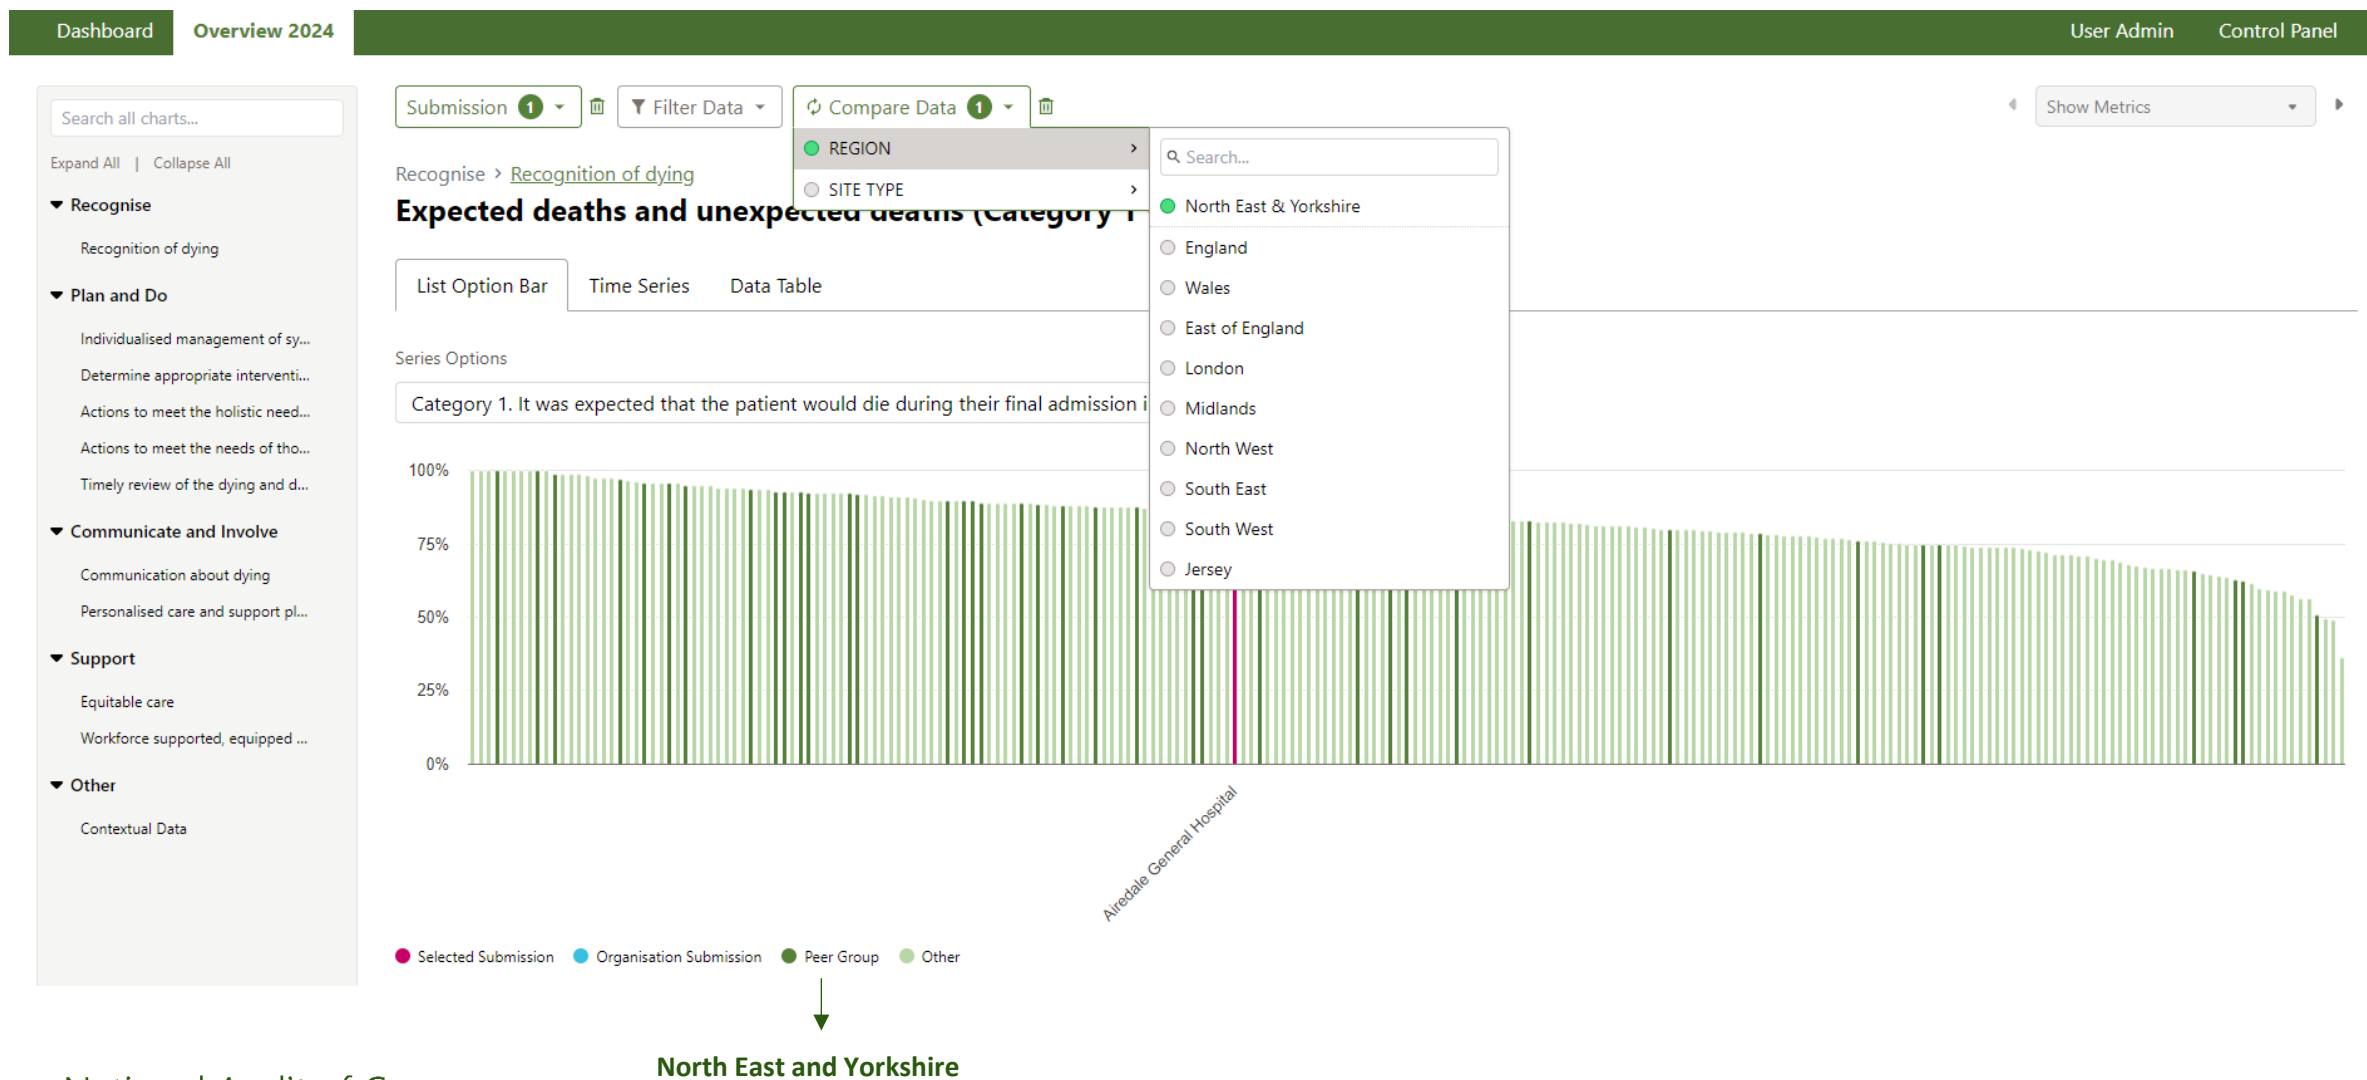 Dashboard
Overview 2024
User Admin
Control Panel
Search all charts...
Expand All | Collapse All
Recognise
Recognition of dying
Plan and Do
Individualised management of sy...
Determine appropriate interventi...
Actions to meet the holistic need...
Actions to meet the needs of tho...
Timely review of the dying and d...
Communicate and Involve
Communication about dying
Personalised care and support pl...
Support
Equitable care
Workforce supported, equipped ...
Other
Contextual Data
Submission 1
Filter Data
Compare Data 1
Show Metrics
REGION
SITE TYPE
Search...
North East & Yorkshire
England
Wales
East of England
London
Midlands
North West
South East
South West
Jersey
Recognise > Recognition of dying
Expected deaths and unexpected deaths (Category 1
List Option Bar
Time Series
Data Table
Series Options
Category 1. It was expected that the patient would die during their final admission i
100%
75%
50%
25%
0%
Airedale General Hospital
Selected Submission
Organisation Submission
Peer Group
Other
North East and Yorkshire